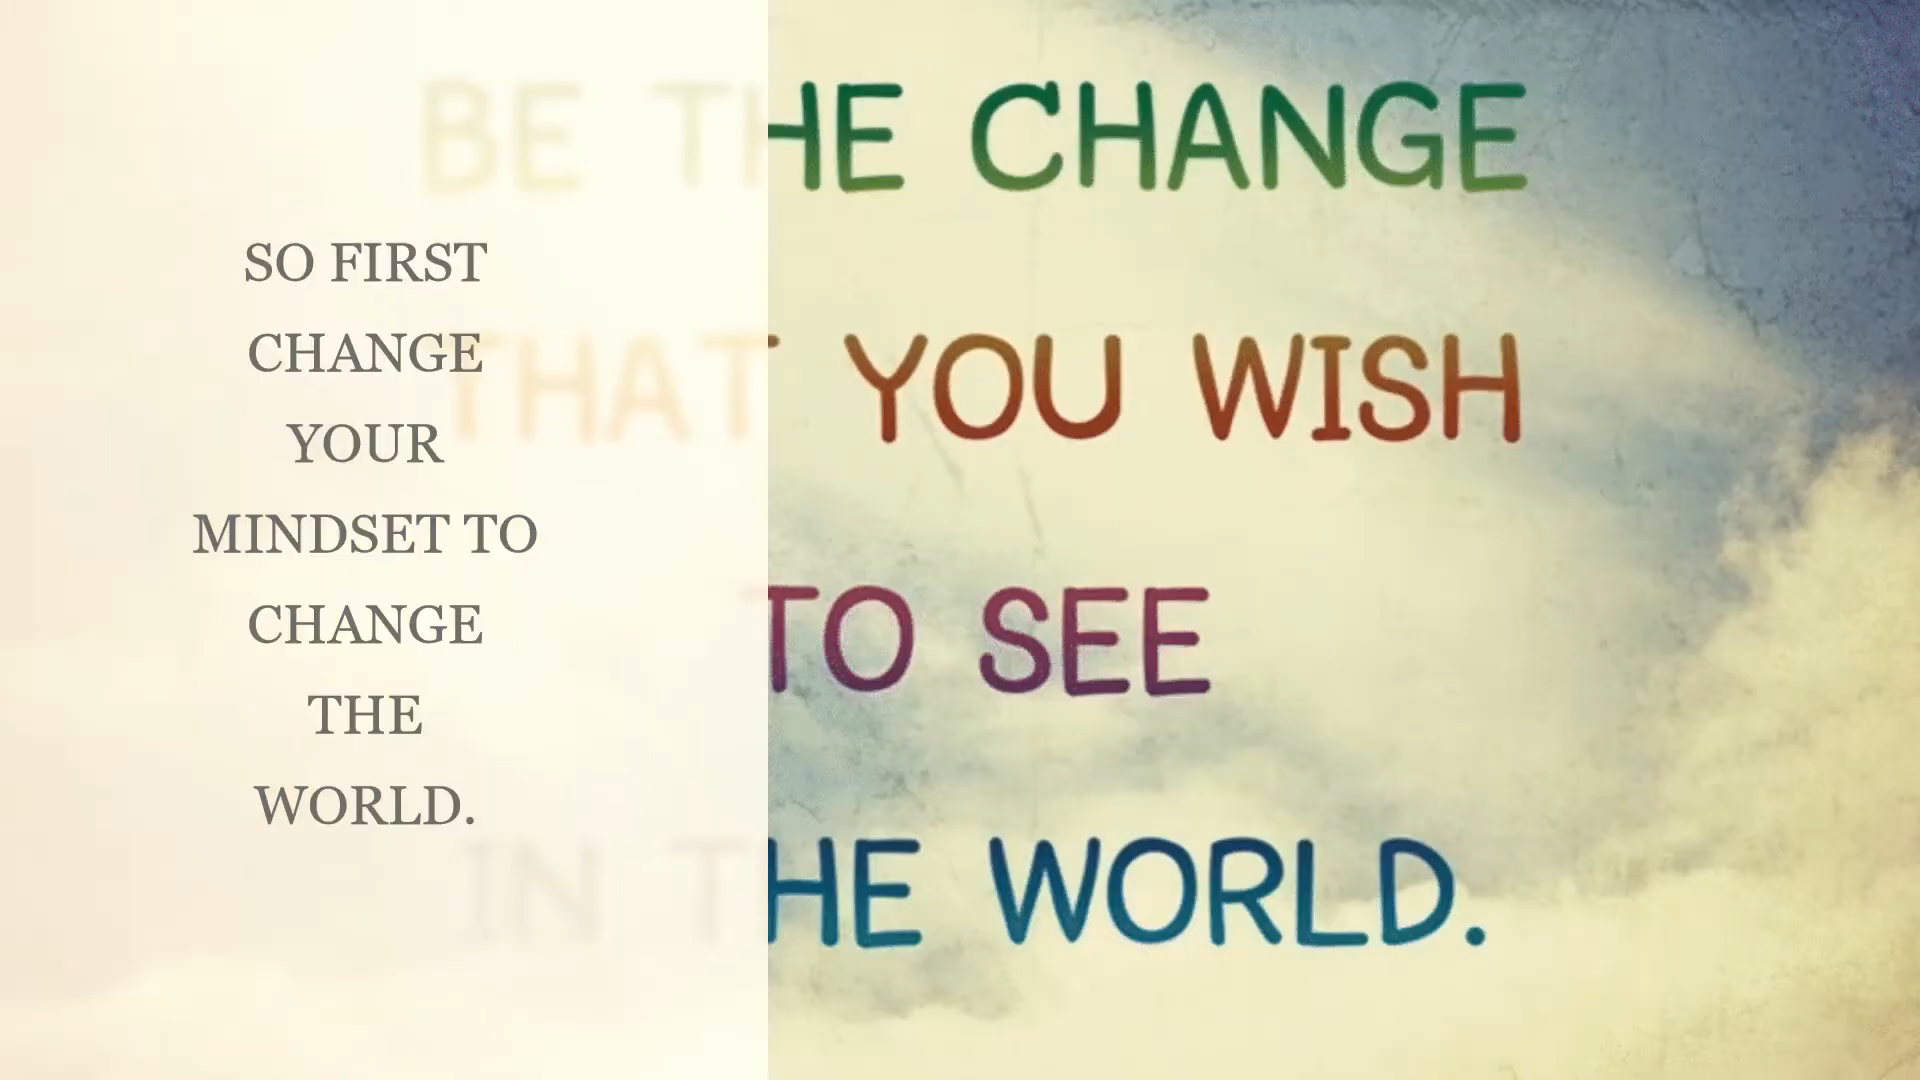 SO FIRST
CHANGE
YOUR
MINDSET TO
CHANGE
THE
WORLD.
BE THE CHANGE
THAT YOU WISH
TO SEE
IN THE WORLD.